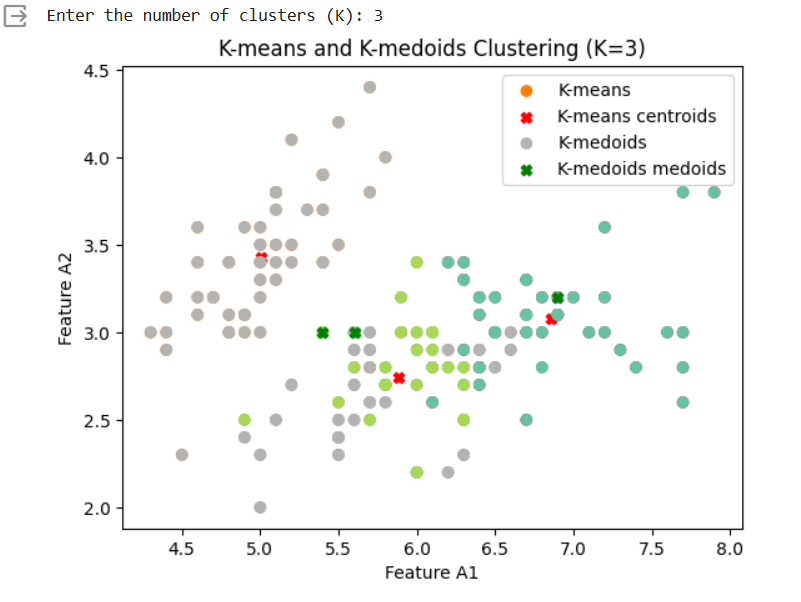 Enter the number of clusters (K): 3
K-means and K-medoids Clustering (K=3)
K-means
K-means centroids
K-medoids
K-medoids medoids
4.5
4.0
3.5
3.0
2.5
2.0
Feature A2
4.5 5.0 5.5 6.0 6.5 7.0 7.5 8.0
Feature A1